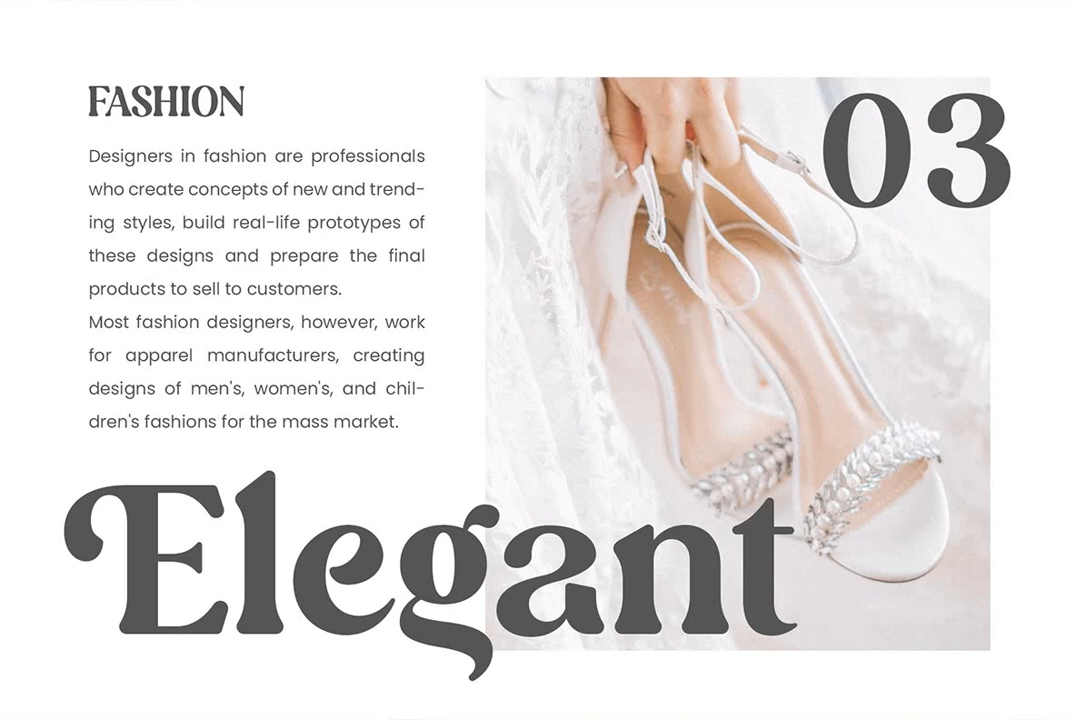 FASHION
Designers in fashion are professionals
who create concepts of new and trend-
ing styles, build real-life prototypes of
these designs and prepare the final
products to sell to customers.
Most fashion designers, however, work
for apparel manufacturers, creating
designs of men's, women's, and chil-
dren's fashions for the mass market.
03
Elegant